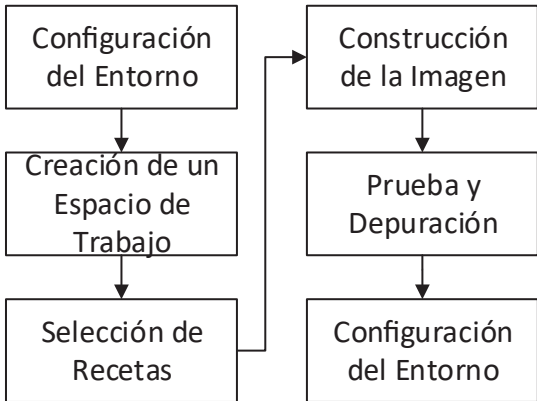 Configuración
del Entorno
Creación de un
Espacio de
Trabajo
Selección de
Recetas
Construcción
de la Imagen
Prueba y
Depuración
Configuración
del Entorno